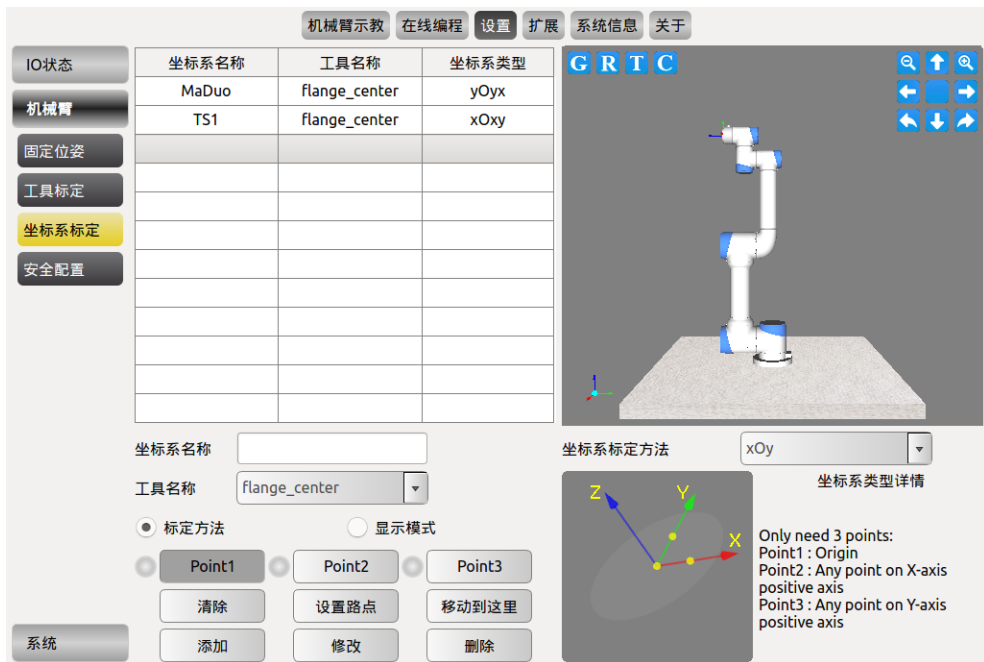 机械臂示教 在线编程 设置 扩展 系统信息 关于
IO状态
机械臂
固定位姿
工具标定
坐标系标定
安全配置
系统
坐标系名称 工具名称 坐标系类型
MaDuo flange_center yOyx
TS1 flange_center xOxy
G R T C
坐标系名称
工具名称 flange_center
标定方法 显示模式
Point1 Point2 Point3
清除 设置路点 移动到这里
添加 修改 删除
坐标系标定方法 xOy
坐标系类型详情
Z Y X
Only need 3 points:
Point1 : Origin
Point2 : Any point on X-axis
positive axis
Point3 : Any point on Y-axis
positive axis